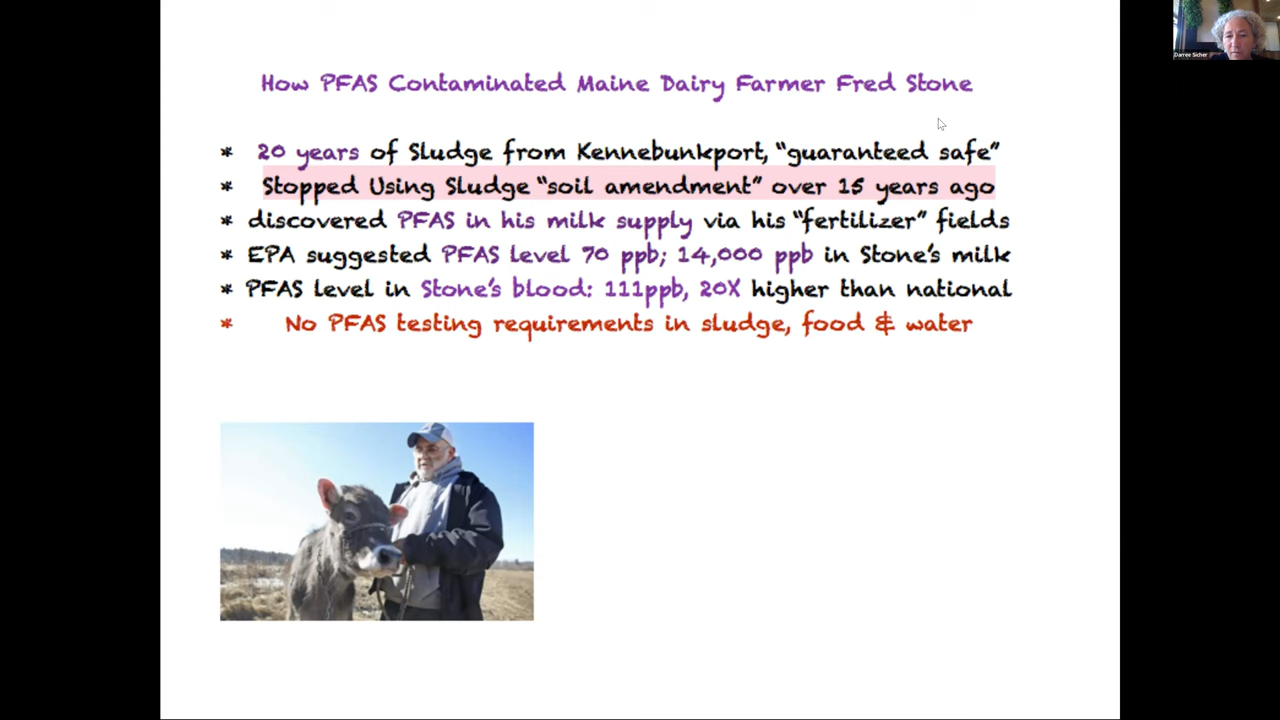 How PFAS Contaminated Maine Dairy Farmer Fred Stone
* 20 years of Sludge from Kennebunkport, “guaranteed safe”
* Stopped Using Sludge “soil amendment” over 15 years ago
* discovered PFAS in his milk supply via his “fertilizer” fields
* EPA suggested PFAS level 70 ppb; 14,000 ppb in Stone’s milk
* PFAS level in Stone’s blood: 111ppb, 20X higher than national
* No PFAS testing requirements in sludge, food & water
Darren Sicher